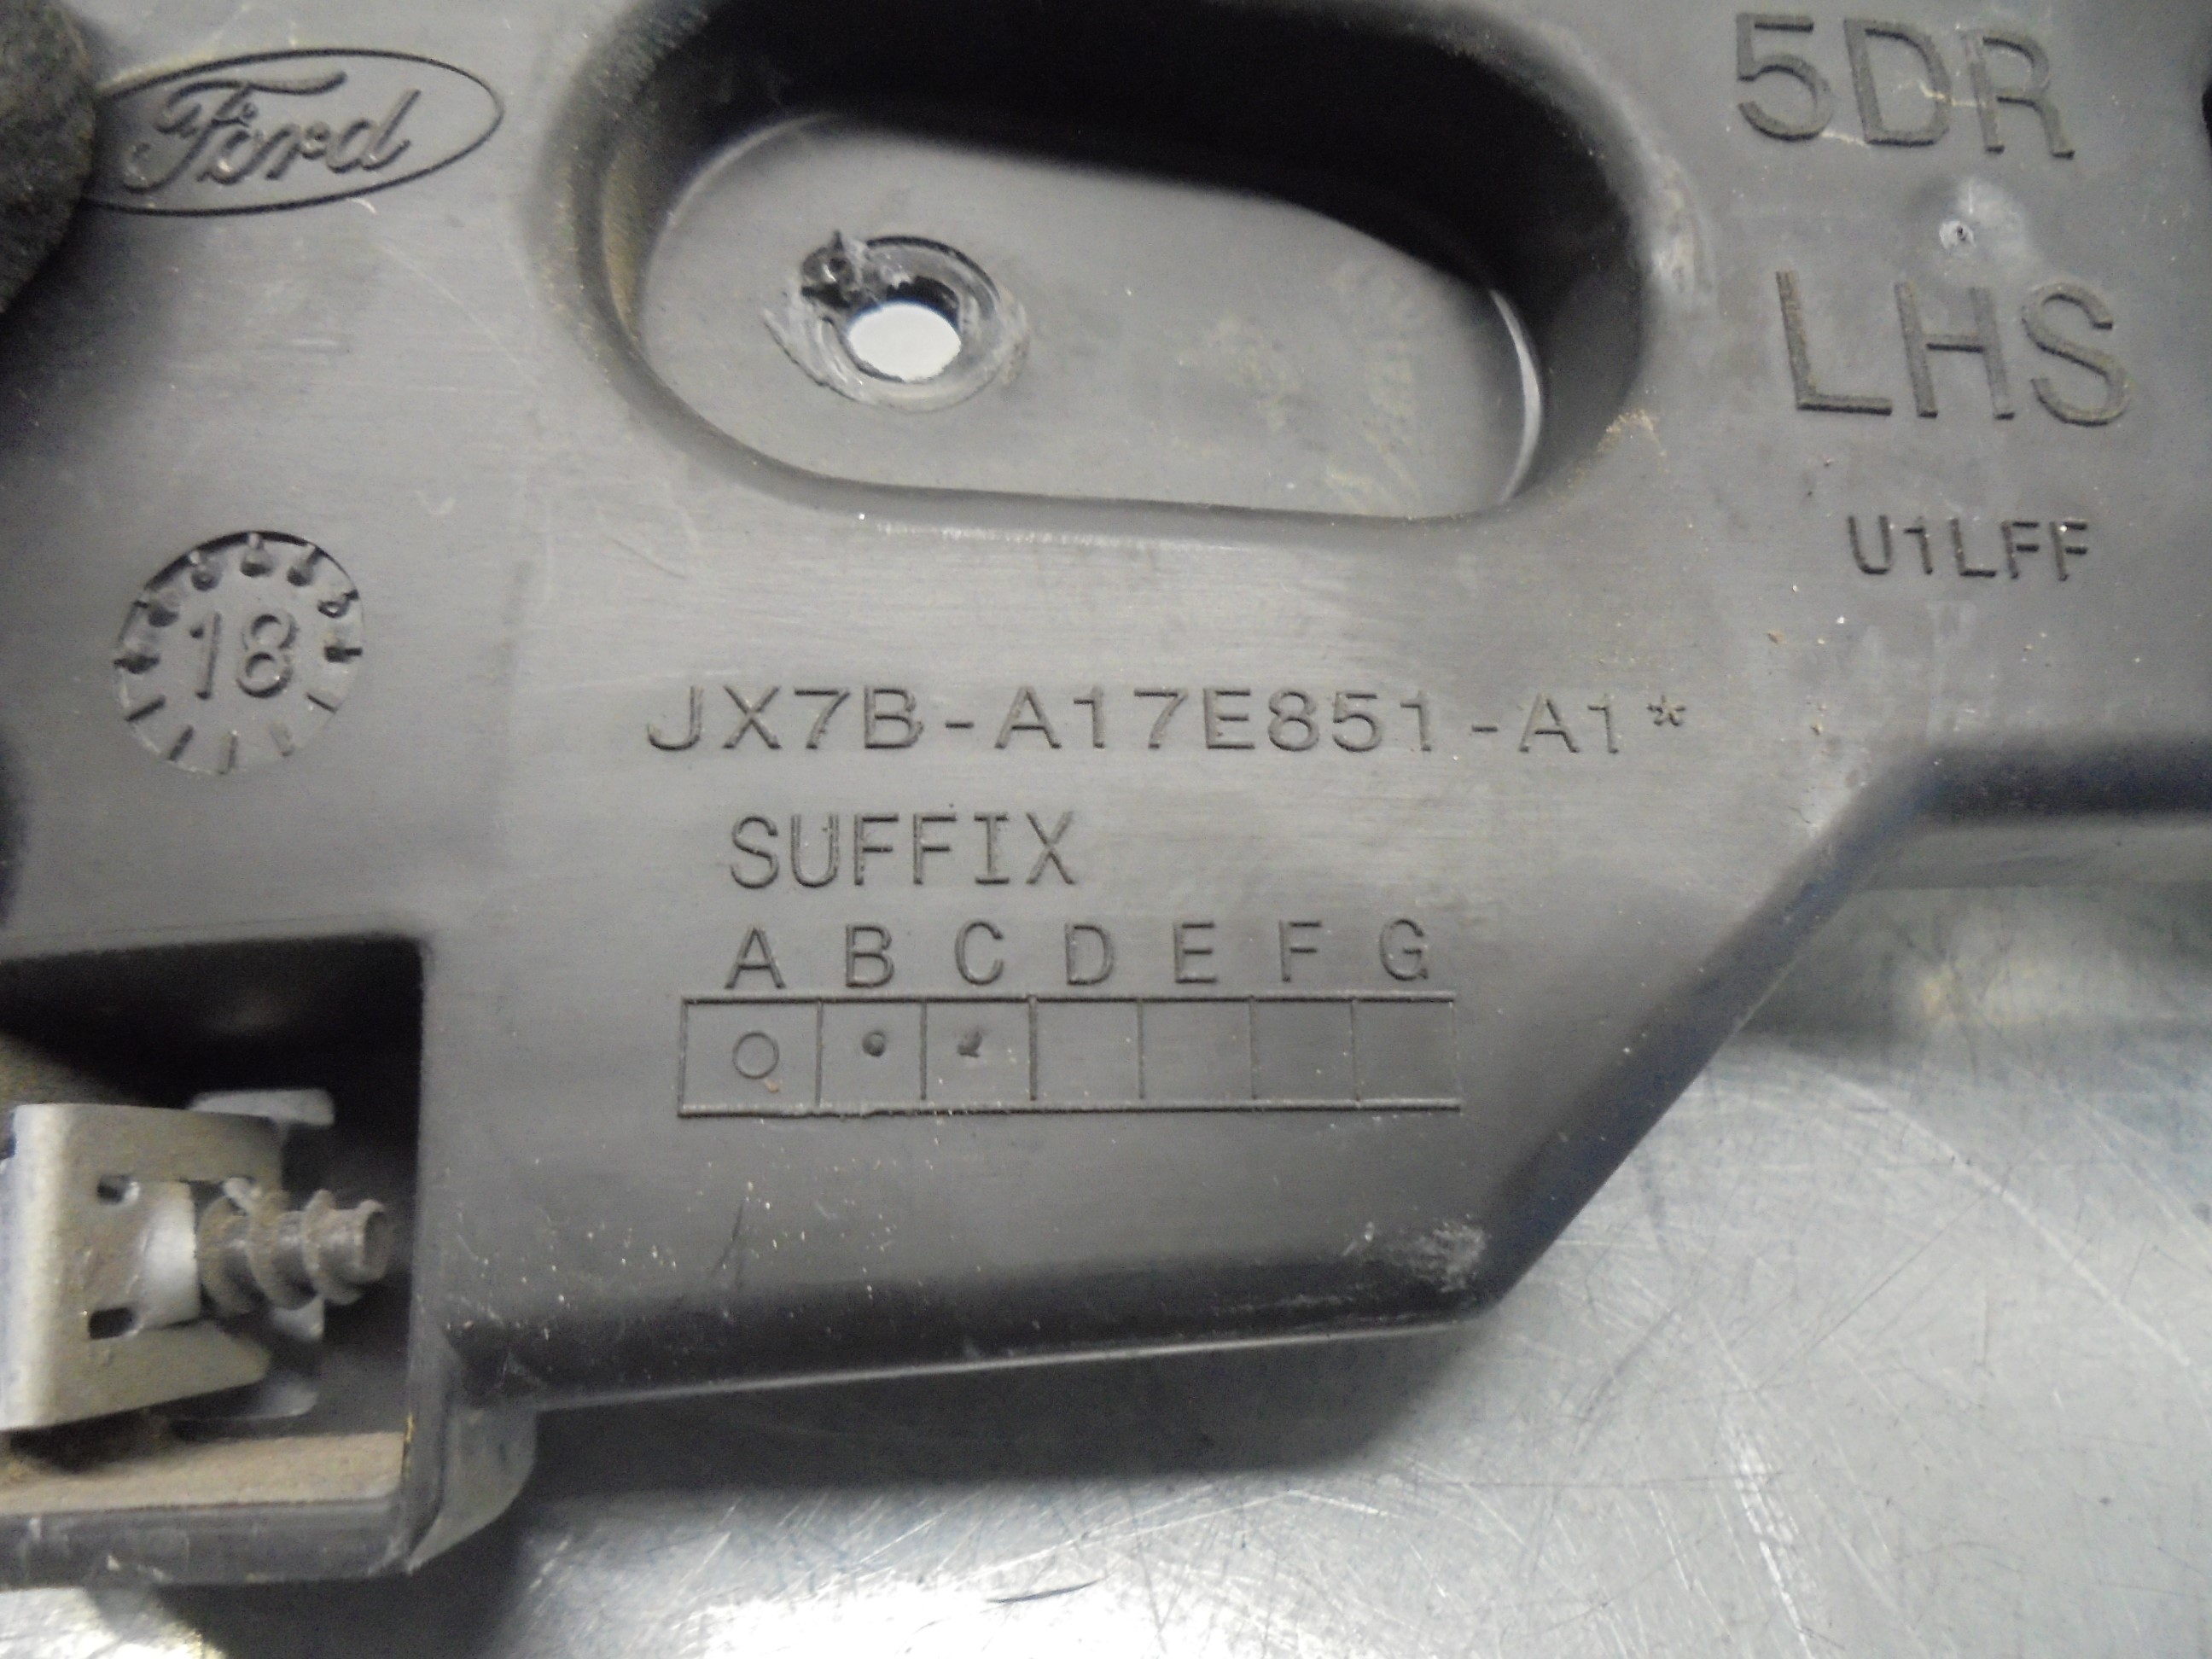 Ford
5DR
LHS
U1LFF
18
JX7B-A17E851-A1*
SUFFIX
A B C D E F G